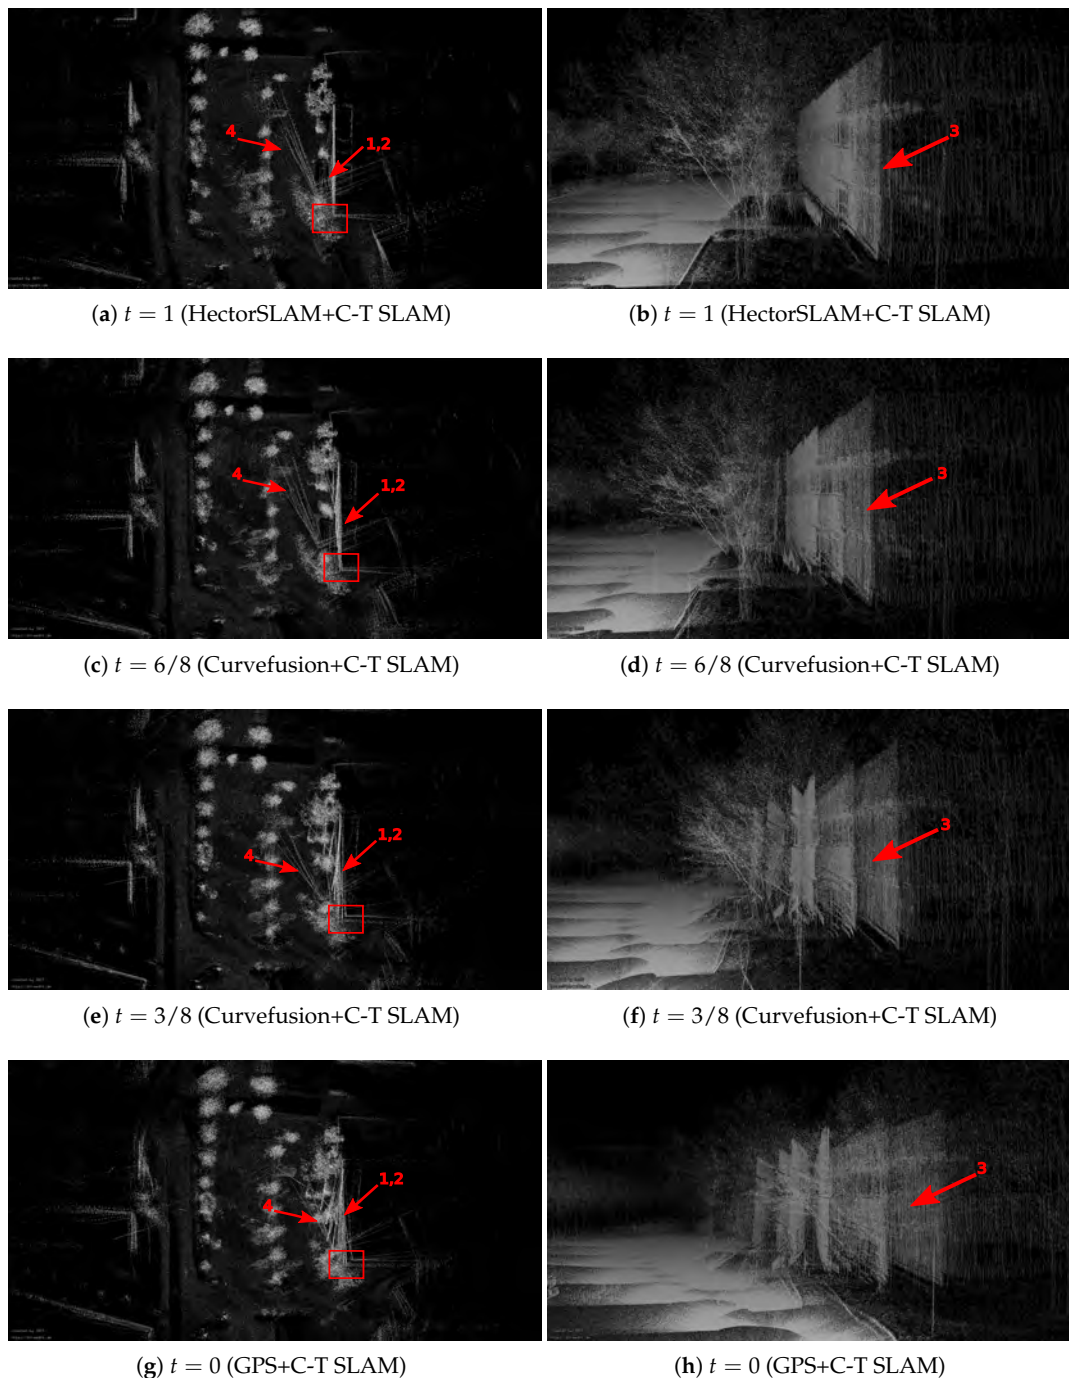 4
1,2
3
(a) t = 1 (HectorSLAM+C-T SLAM)
(b) t = 1 (HectorSLAM+C-T SLAM)
4
1,2
3
(c) t = 6/8 (Curvefusion+C-T SLAM)
(d) t = 6/8 (Curvefusion+C-T SLAM)
4
1,2
3
(e) t = 3/8 (Curvefusion+C-T SLAM)
(f) t = 3/8 (Curvefusion+C-T SLAM)
4
1,2
3
(g) t = 0 (GPS+C-T SLAM)
(h) t = 0 (GPS+C-T SLAM)